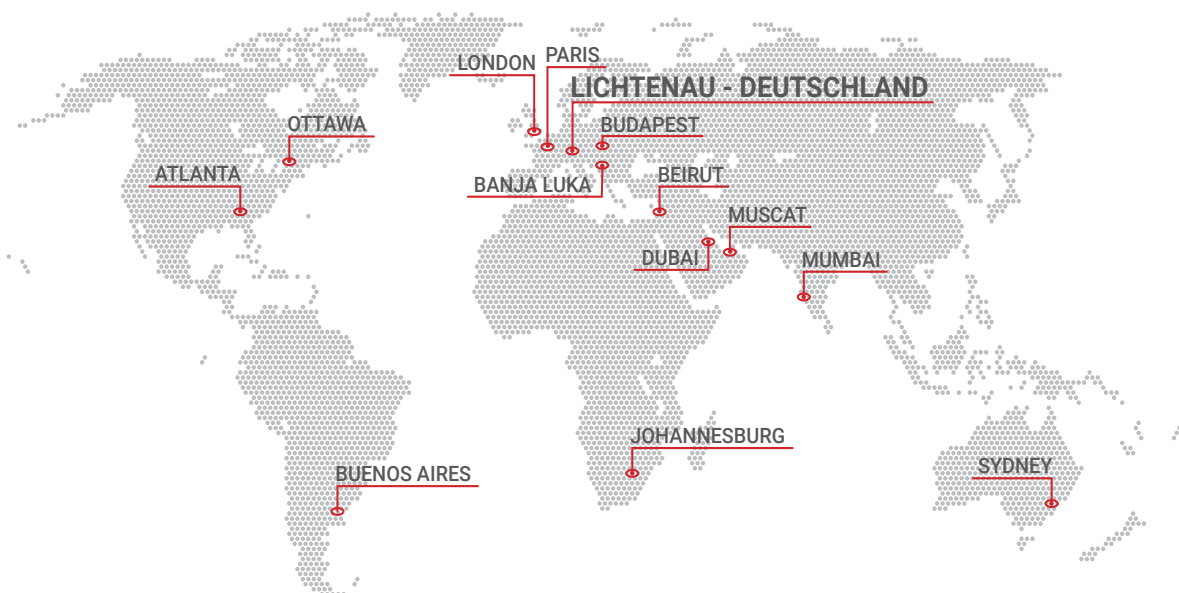 PARIS
LONDON
LICHTENAU - DEUTSCHLAND
OTTAWA
BUDAPEST
ATLANTA
BANJA LUKA
BEIRUT
MUSCAT
DUBAI
MUMBAI
JOHANNESBURG
BUENOS AIRES
SYDNEY